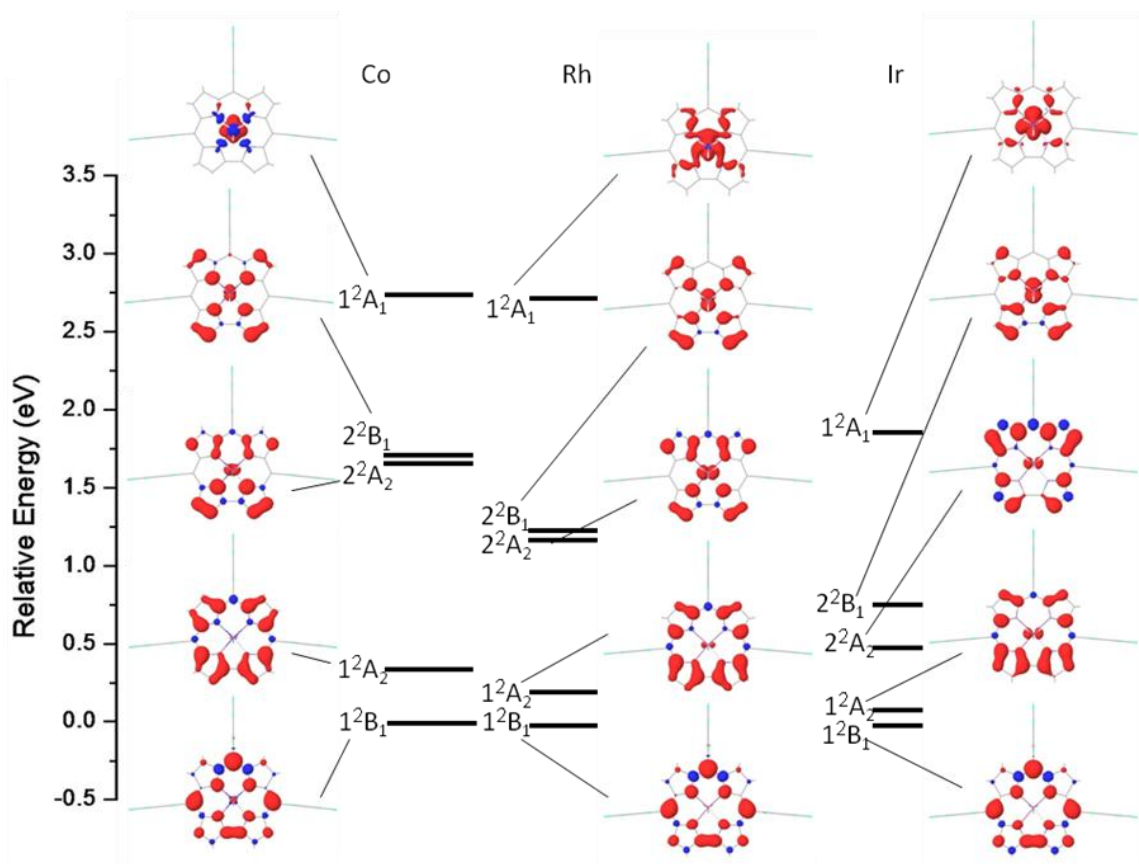 Co
Rh
Ir
Relative Energy (eV)
3.5
3.0
2.5
2.0
1.5
1.0
0.5
0.0
-0.5
1²A₁
2²B₁
2²A₂
1²A₂
1²B₁
1²A₁
2²B₁
2²A₂
1²A₂
1²B₁
1²A₁
2²B₁
2²A₂
1²A₂
1²B₁